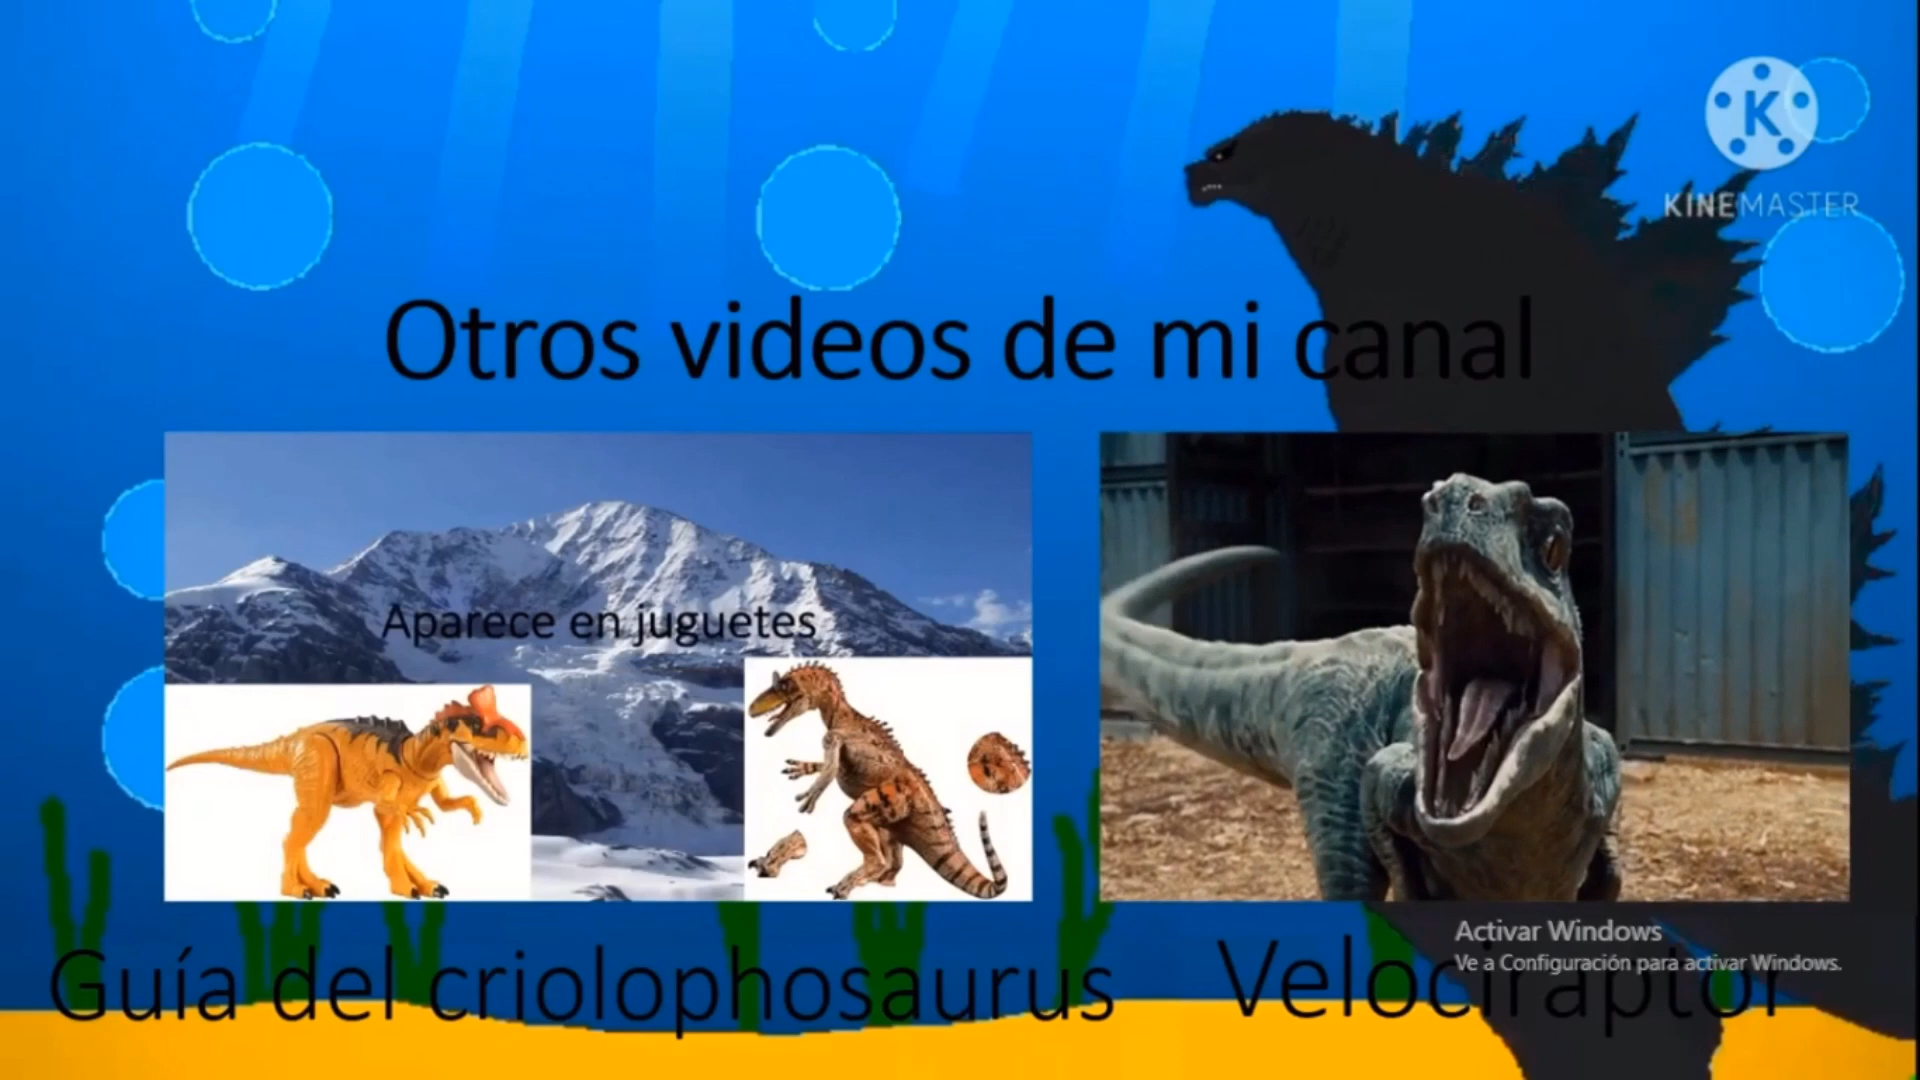 K
KINEMASTER
Otros videos de mi canal
Aparece en juguetes
Guía del criolophosaurus
Velociraptor
Activar Windows
Ve a Configuración para activar Windows.